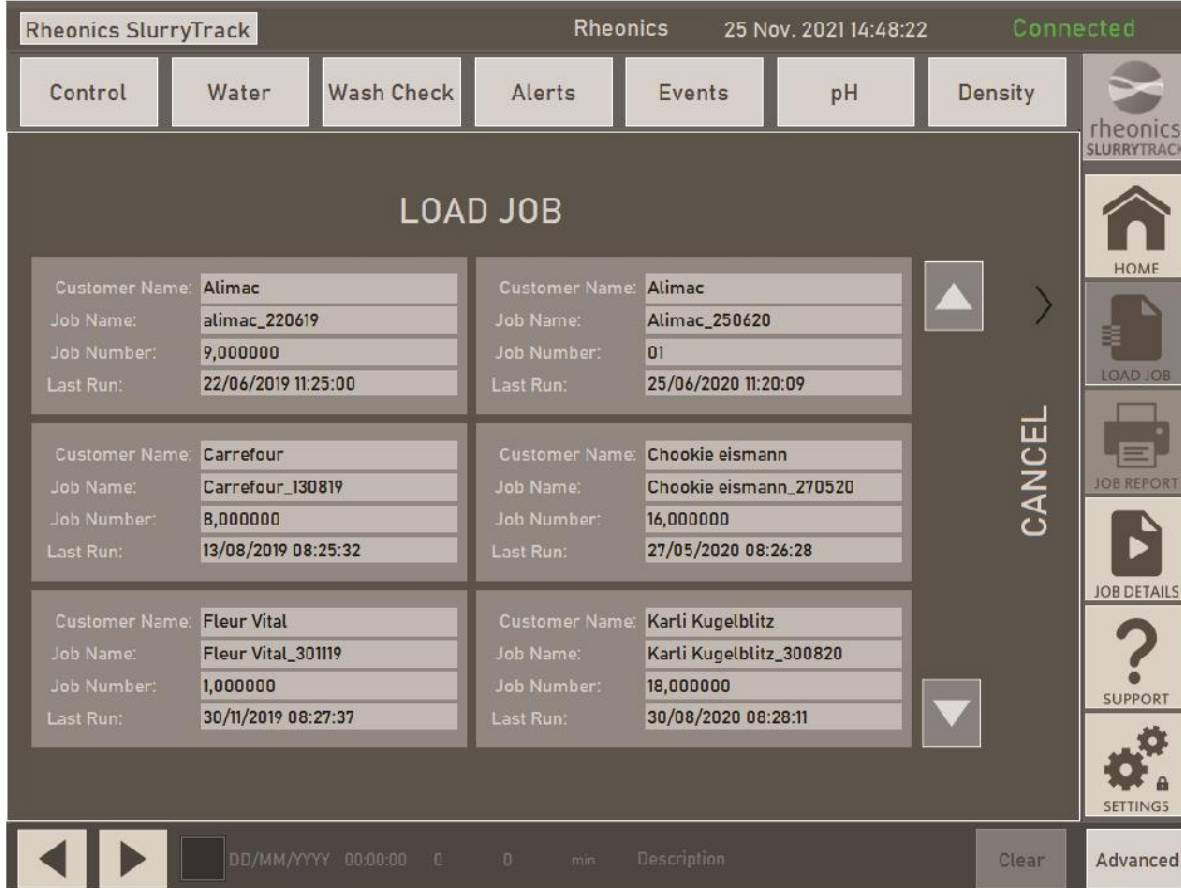 Rheonics SlurryTrack
Rheonics
25 Nov. 2021 14:48:22
Connected
Control
Water
Wash Check
Alerts
Events
pH
Density
rheonics
SLURRYTRACK
LOAD JOB
Customer Name: Alimac
Job Name: alimac_220619
Job Number: 9,000000
Last Run: 22/06/2019 11:25:00
Customer Name: Alimac
Job Name: Alimac_250620
Job Number: 01
Last Run: 25/06/2020 11:20:09
Customer Name: Carrefour
Job Name: Carrefour_130819
Job Number: 8,000000
Last Run: 13/08/2019 08:25:32
Customer Name: Chookie eismann
Job Name: Chookie eismann_270520
Job Number: 16,000000
Last Run: 27/05/2020 08:26:28
Customer Name: Fleur Vital
Job Name: Fleur Vital_301119
Job Number: 1,000000
Last Run: 30/11/2019 08:27:37
Customer Name: Karli Kugelblitz
Job Name: Karli Kugelblitz_300820
Job Number: 18,000000
Last Run: 30/08/2020 08:28:11
CANCEL
HOME
LOAD JOB
JOB REPORT
JOB DETAILS
SUPPORT
SETTINGS
DD/MM/YYYY 00:00:00 0 0 min Description
Clear
Advanced